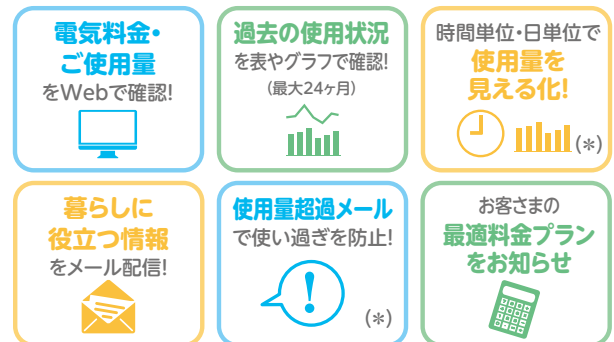 電気料金・
ご使用量
をWebで確認!
過去の使用状況
を表やグラフで確認!
(最大24ヶ月)
時間単位・日単位で
使用量を
見える化!
(*)
暮らしに
役立つ情報
をメール配信!
使用量超過メール
で使い過ぎを防止!
(*)
お客さまの
最適料金プラン
をお知らせ